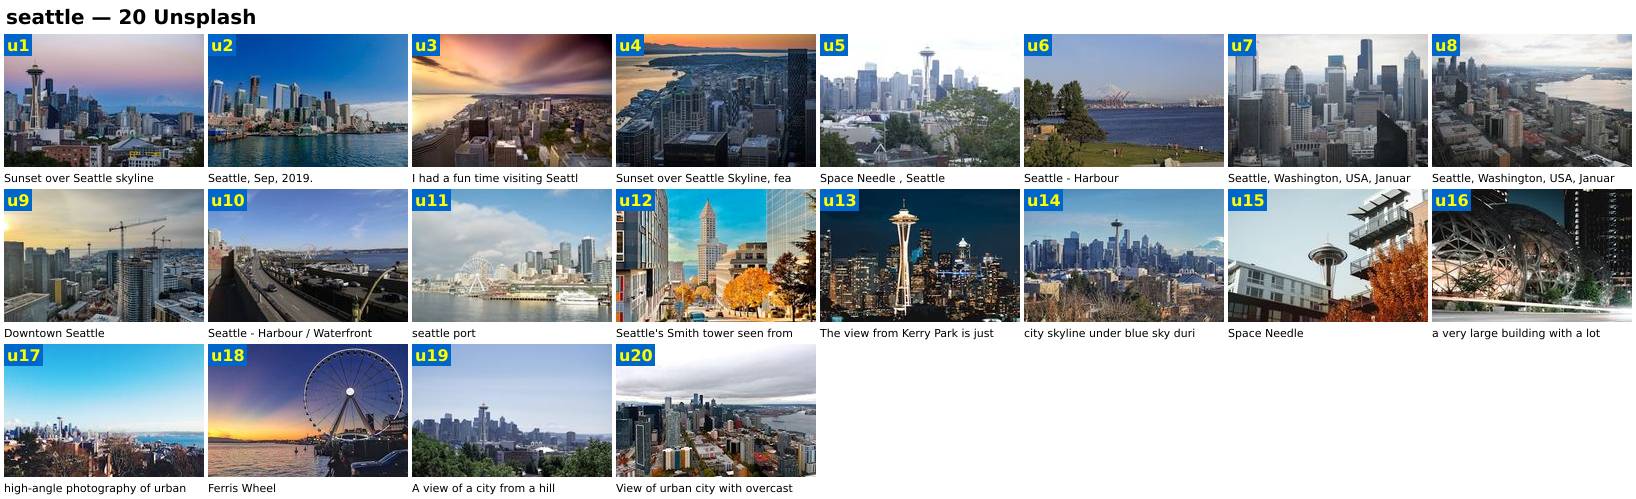 seattle — 20 Unsplash
u1 u2 u3 u4 u5 u6 u7 u8
Sunset over Seattle skyline
Seattle, Sep, 2019.
I had a fun time visiting Seattl
Sunset over Seattle Skyline, fea
Space Needle , Seattle
Seattle - Harbour
Seattle, Washington, USA, Januar
Seattle, Washington, USA, Januar
u9 u10 u11 u12 u13 u14 u15 u16
Downtown Seattle
Seattle - Harbour / Waterfront
seattle port
Seattle's Smith tower seen from
The view from Kerry Park is just
city skyline under blue sky duri
Space Needle
a very large building with a lot
u17 u18 u19 u20
high-angle photography of urban
Ferris Wheel
A view of a city from a hill
View of urban city with overcast